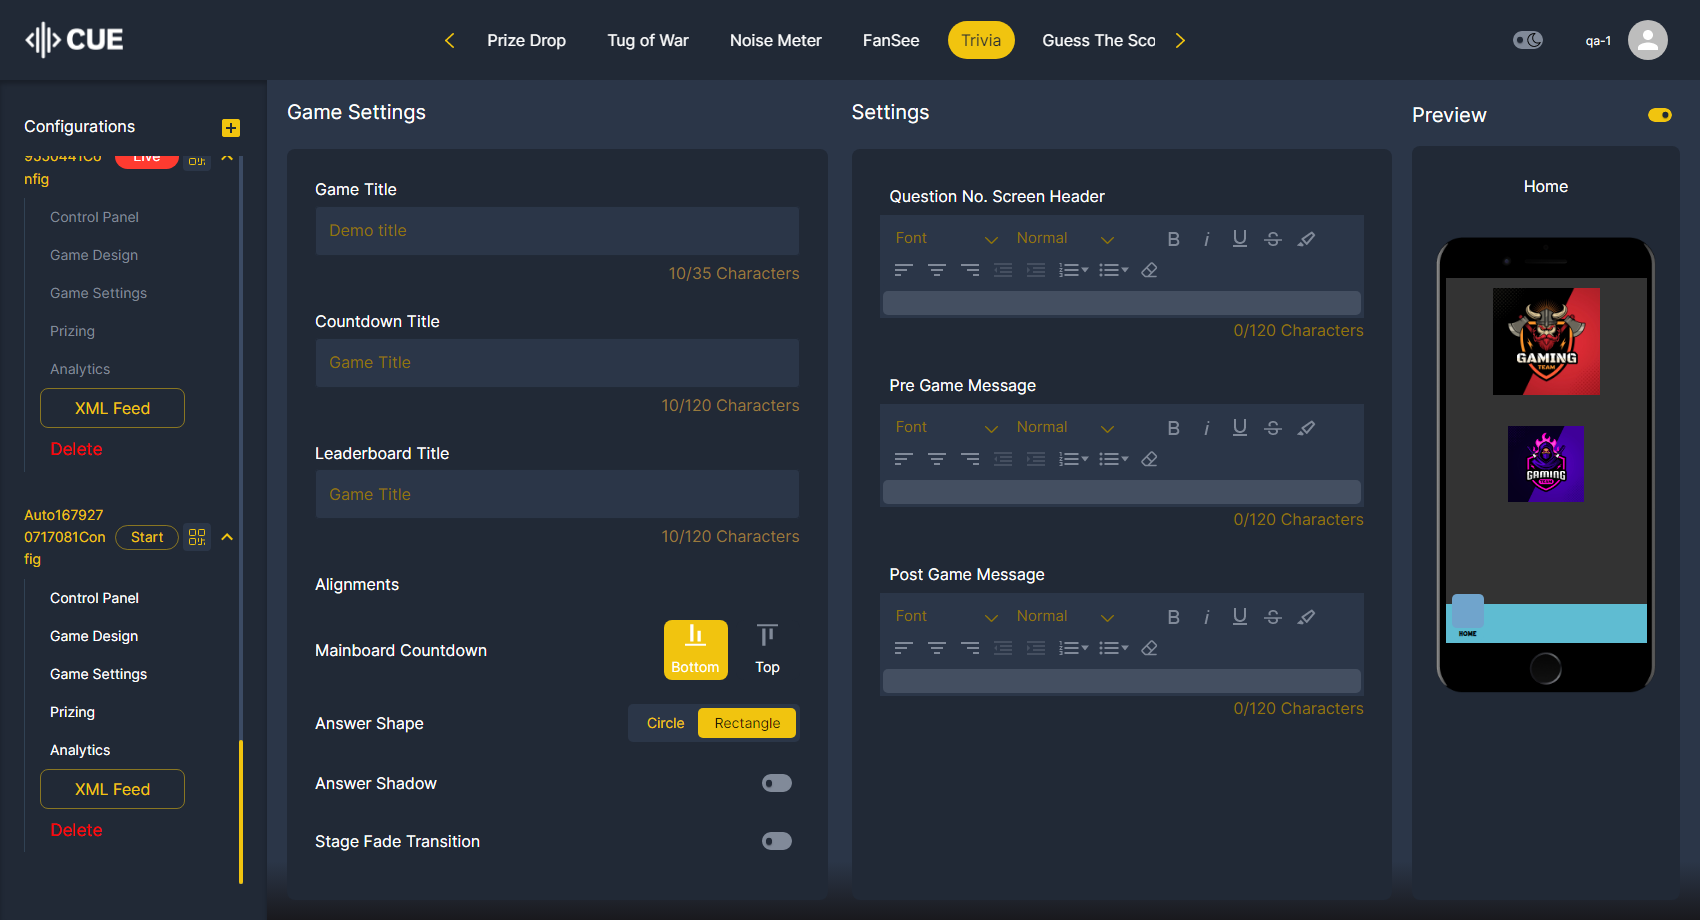 CUE
Prize Drop
Tug of War
Noise Meter
FanSee
Trivia
Guess The Sco
qa-1
Configurations
Live
nfig
Control Panel
Game Design
Game Settings
Prizing
Analytics
XML Feed
Delete
Auto167927
0717081Con
fig
Start
Control Panel
Game Design
Game Settings
Prizing
Analytics
XML Feed
Delete
Game Settings
Game Title
Demo title
10/35 Characters
Countdown Title
Game Title
10/120 Characters
Leaderboard Title
Game Title
10/120 Characters
Alignments
Mainboard Countdown
Bottom
Top
Answer Shape
Circle
Rectangle
Answer Shadow
Stage Fade Transition
Settings
Question No. Screen Header
Font
Normal
0/120 Characters
Pre Game Message
Font
Normal
0/120 Characters
Post Game Message
Font
Normal
0/120 Characters
Preview
Home
GAMING
TEAM
GAMING
TEAM
HOME